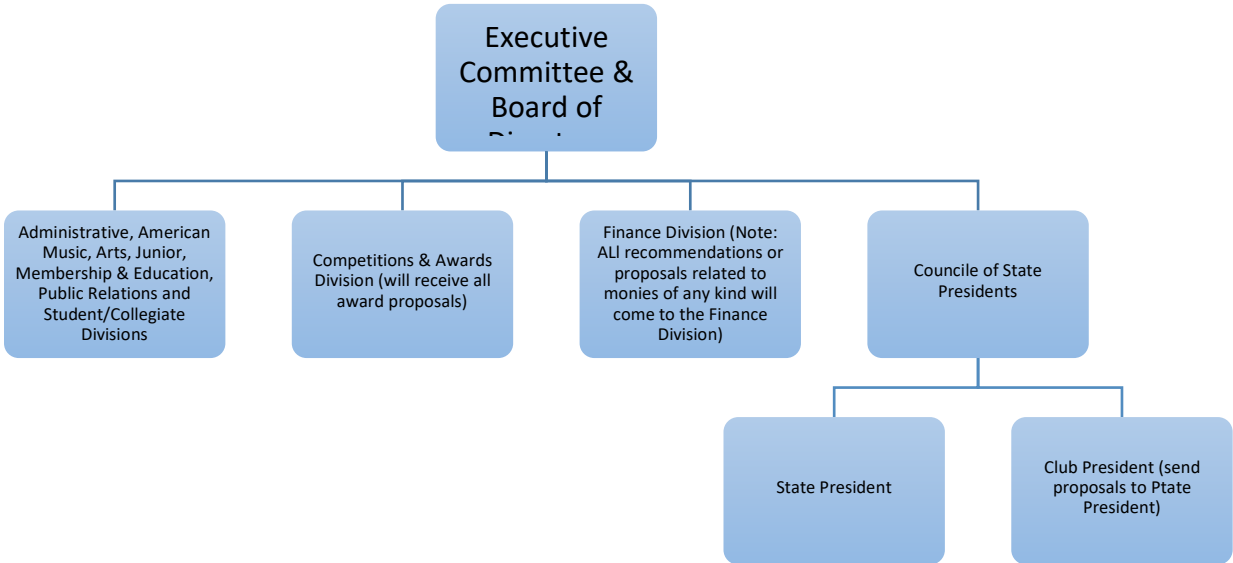 Executive
Committee &
Board of
Administrative, American
Music, Arts, Junior,
Membership & Education,
Public Relations and
Student/Collegiate
Divisions
Competitions & Awards
Division (will receive all
award proposals)
Finance Division (Note:
ALl recommendations or
proposals related to
monies of any kind will
come to the Finance
Division)
Councile of State
Presidents
State President
Club President (send
proposals to Ptate
President)